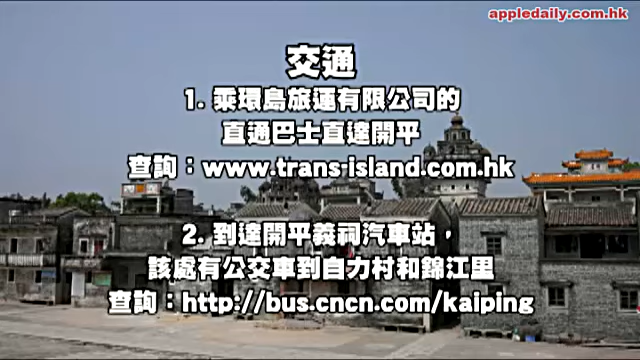 appledaily.com.hk
交通
1. 乘環島旅運有限公司的
直通巴士直達開平
查詢：www.trans-island.com.hk
2. 到達開平義祠汽車站，
該處有公交車到自力村和錦江里
查詢：http://bus.cncn.com/kaiping